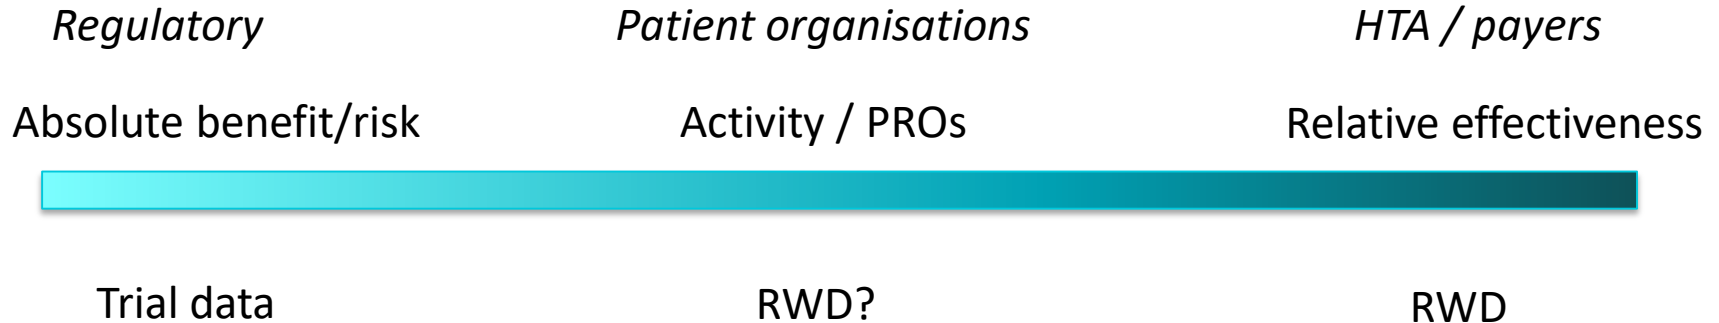 Regulatory Patient organisations HTA / payers
Absolute benefit/risk Activity / PROs Relative effectiveness
Trial data RWD? RWD